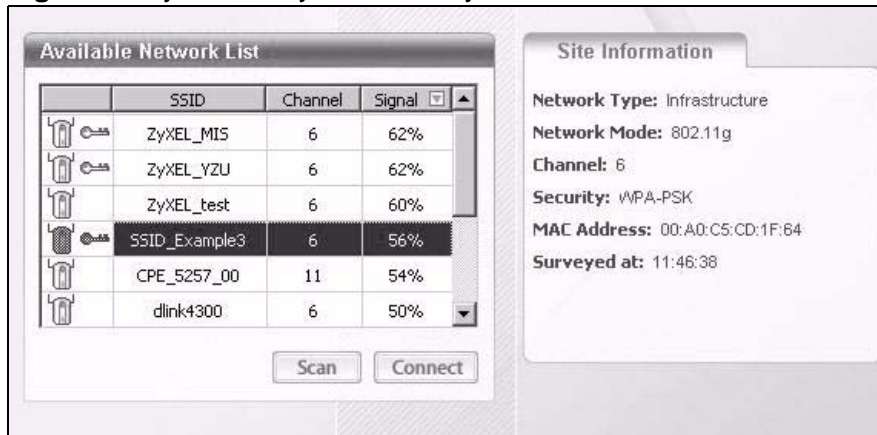 Available Network List
SSID Channel Signal
ZyXEL_MIS 6 62%
ZyXEL_YZU 6 62%
ZyXEL_test 6 60%
SSID_Example3 6 56%
CPE_5257_00 11 54%
dlink4300 6 50%
Scan Connect
Site Information
Network Type: Infrastructure
Network Mode: 802.11g
Channel: 6
Security: WPA-PSK
MAC Address: 00:A0:C5:CD:1F:64
Surveyed at: 11:46:38